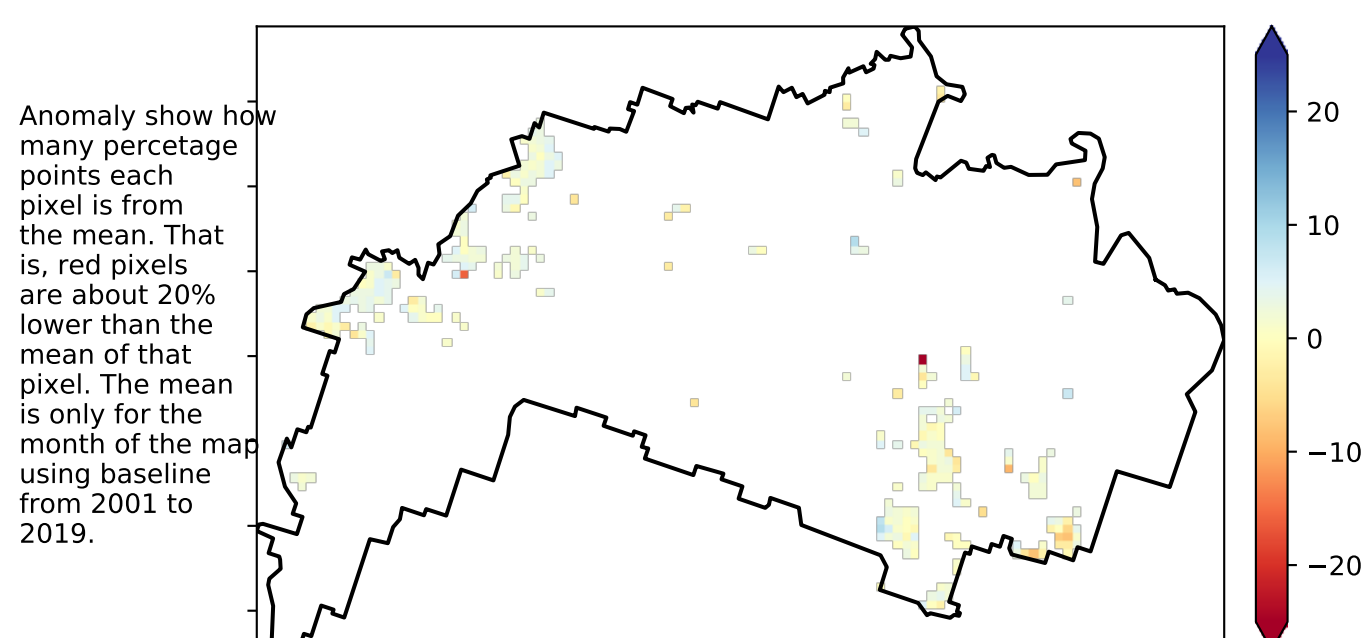 Anomaly show how
many percetage
points each
pixel is from
the mean. That
is, red pixels
are about 20%
lower than the
mean of that
pixel. The mean
is only for the
month of the map
using baseline
from 2001 to
2019.
20
10
0
−10
−20